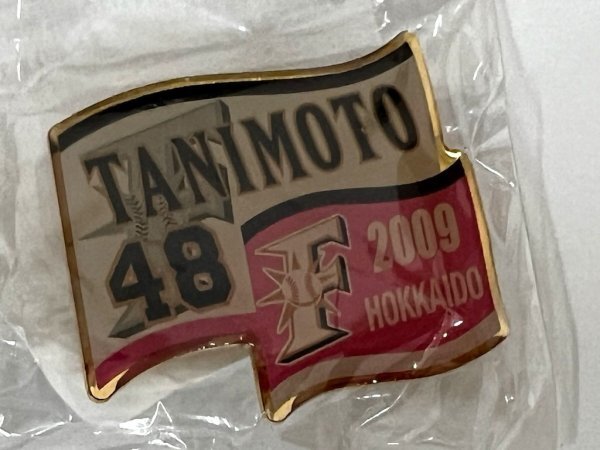 TANIMOTO
48
F
2009
HOKKAIDO